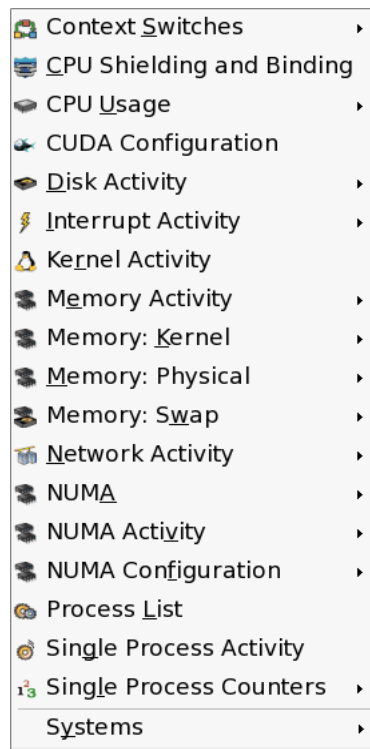 Context Switches
CPU Shielding and Binding
CPU Usage
CUDA Configuration
Disk Activity
Interrupt Activity
Kernel Activity
Memory Activity
Memory: Kernel
Memory: Physical
Memory: Swap
Network Activity
NUMA
NUMA Activity
NUMA Configuration
Process List
Single Process Activity
Single Process Counters
Systems